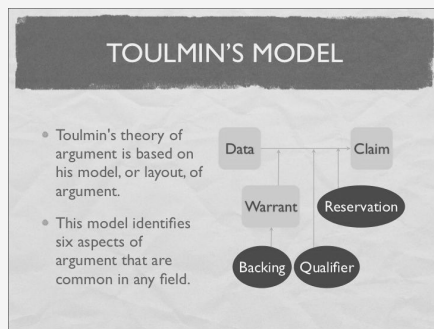 TOULMIN'S MODEL
Toulmin's theory of
argument is based on
his model, or layout, of
argument.
This model identifies
six aspects of
argument that are
common in any field.
Data
Claim
Warrant
Reservation
Backing
Qualifier